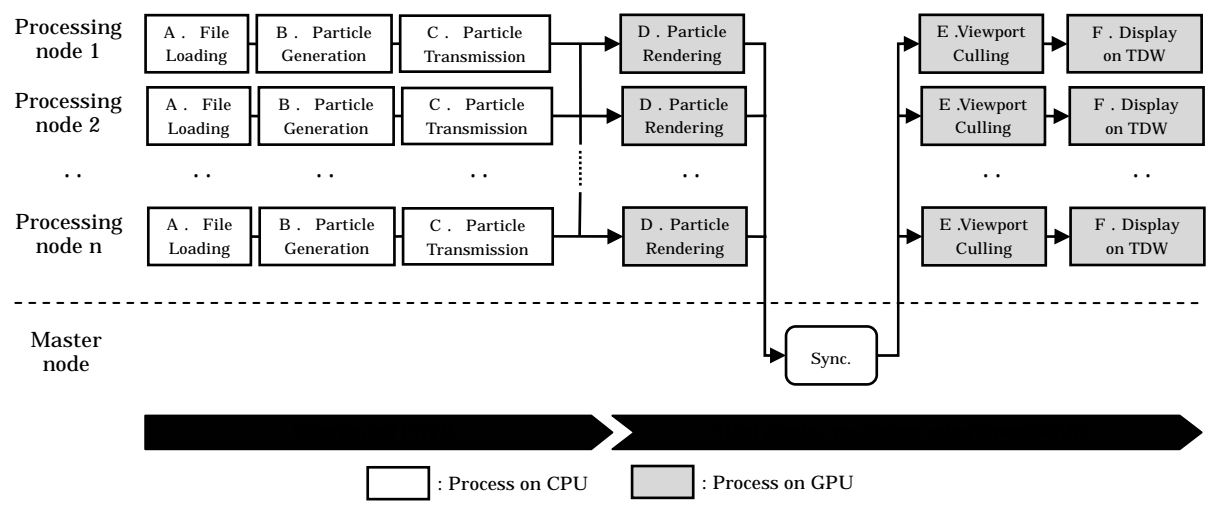 Processing
node 1
A . File
Loading
B . Particle
Generation
C . Particle
Transmission
D . Particle
Rendering
E .Viewport
Culling
F . Display
on TDW
Processing
node 2
A . File
Loading
B . Particle
Generation
C . Particle
Transmission
D . Particle
Rendering
E .Viewport
Culling
F . Display
on TDW
. . . . . . . . . . . . . .
Processing
node n
A . File
Loading
B . Particle
Generation
C . Particle
Transmission
D . Particle
Rendering
E .Viewport
Culling
F . Display
on TDW
Master
node
Sync.
: Process on CPU
: Process on GPU